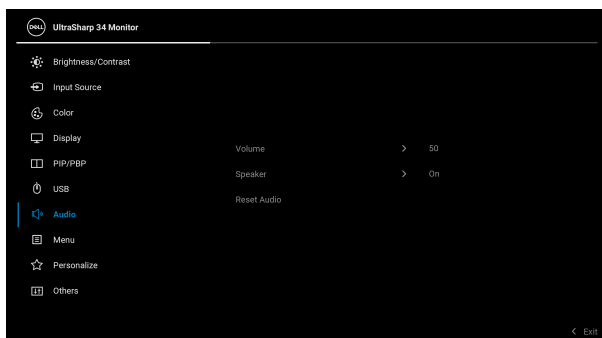 DELL
UltraSharp 34 Monitor
Brightness/Contrast
Input Source
Color
Display
PIP/PBP
USB
Audio
Menu
Personalize
Others
Volume > 50
Speaker > On
Reset Audio
< Exit